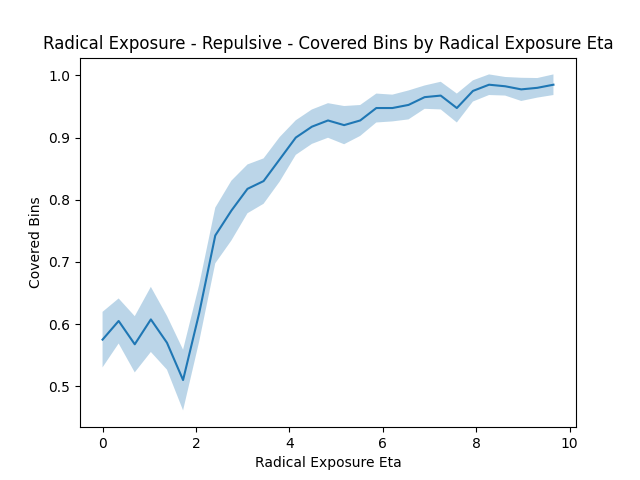 Radical Exposure - Repulsive - Covered Bins by Radical Exposure Eta
1.0
0.9
0.8
0.7
0.6
0.5
Covered Bins
0 2 4 6 8 10
Radical Exposure Eta